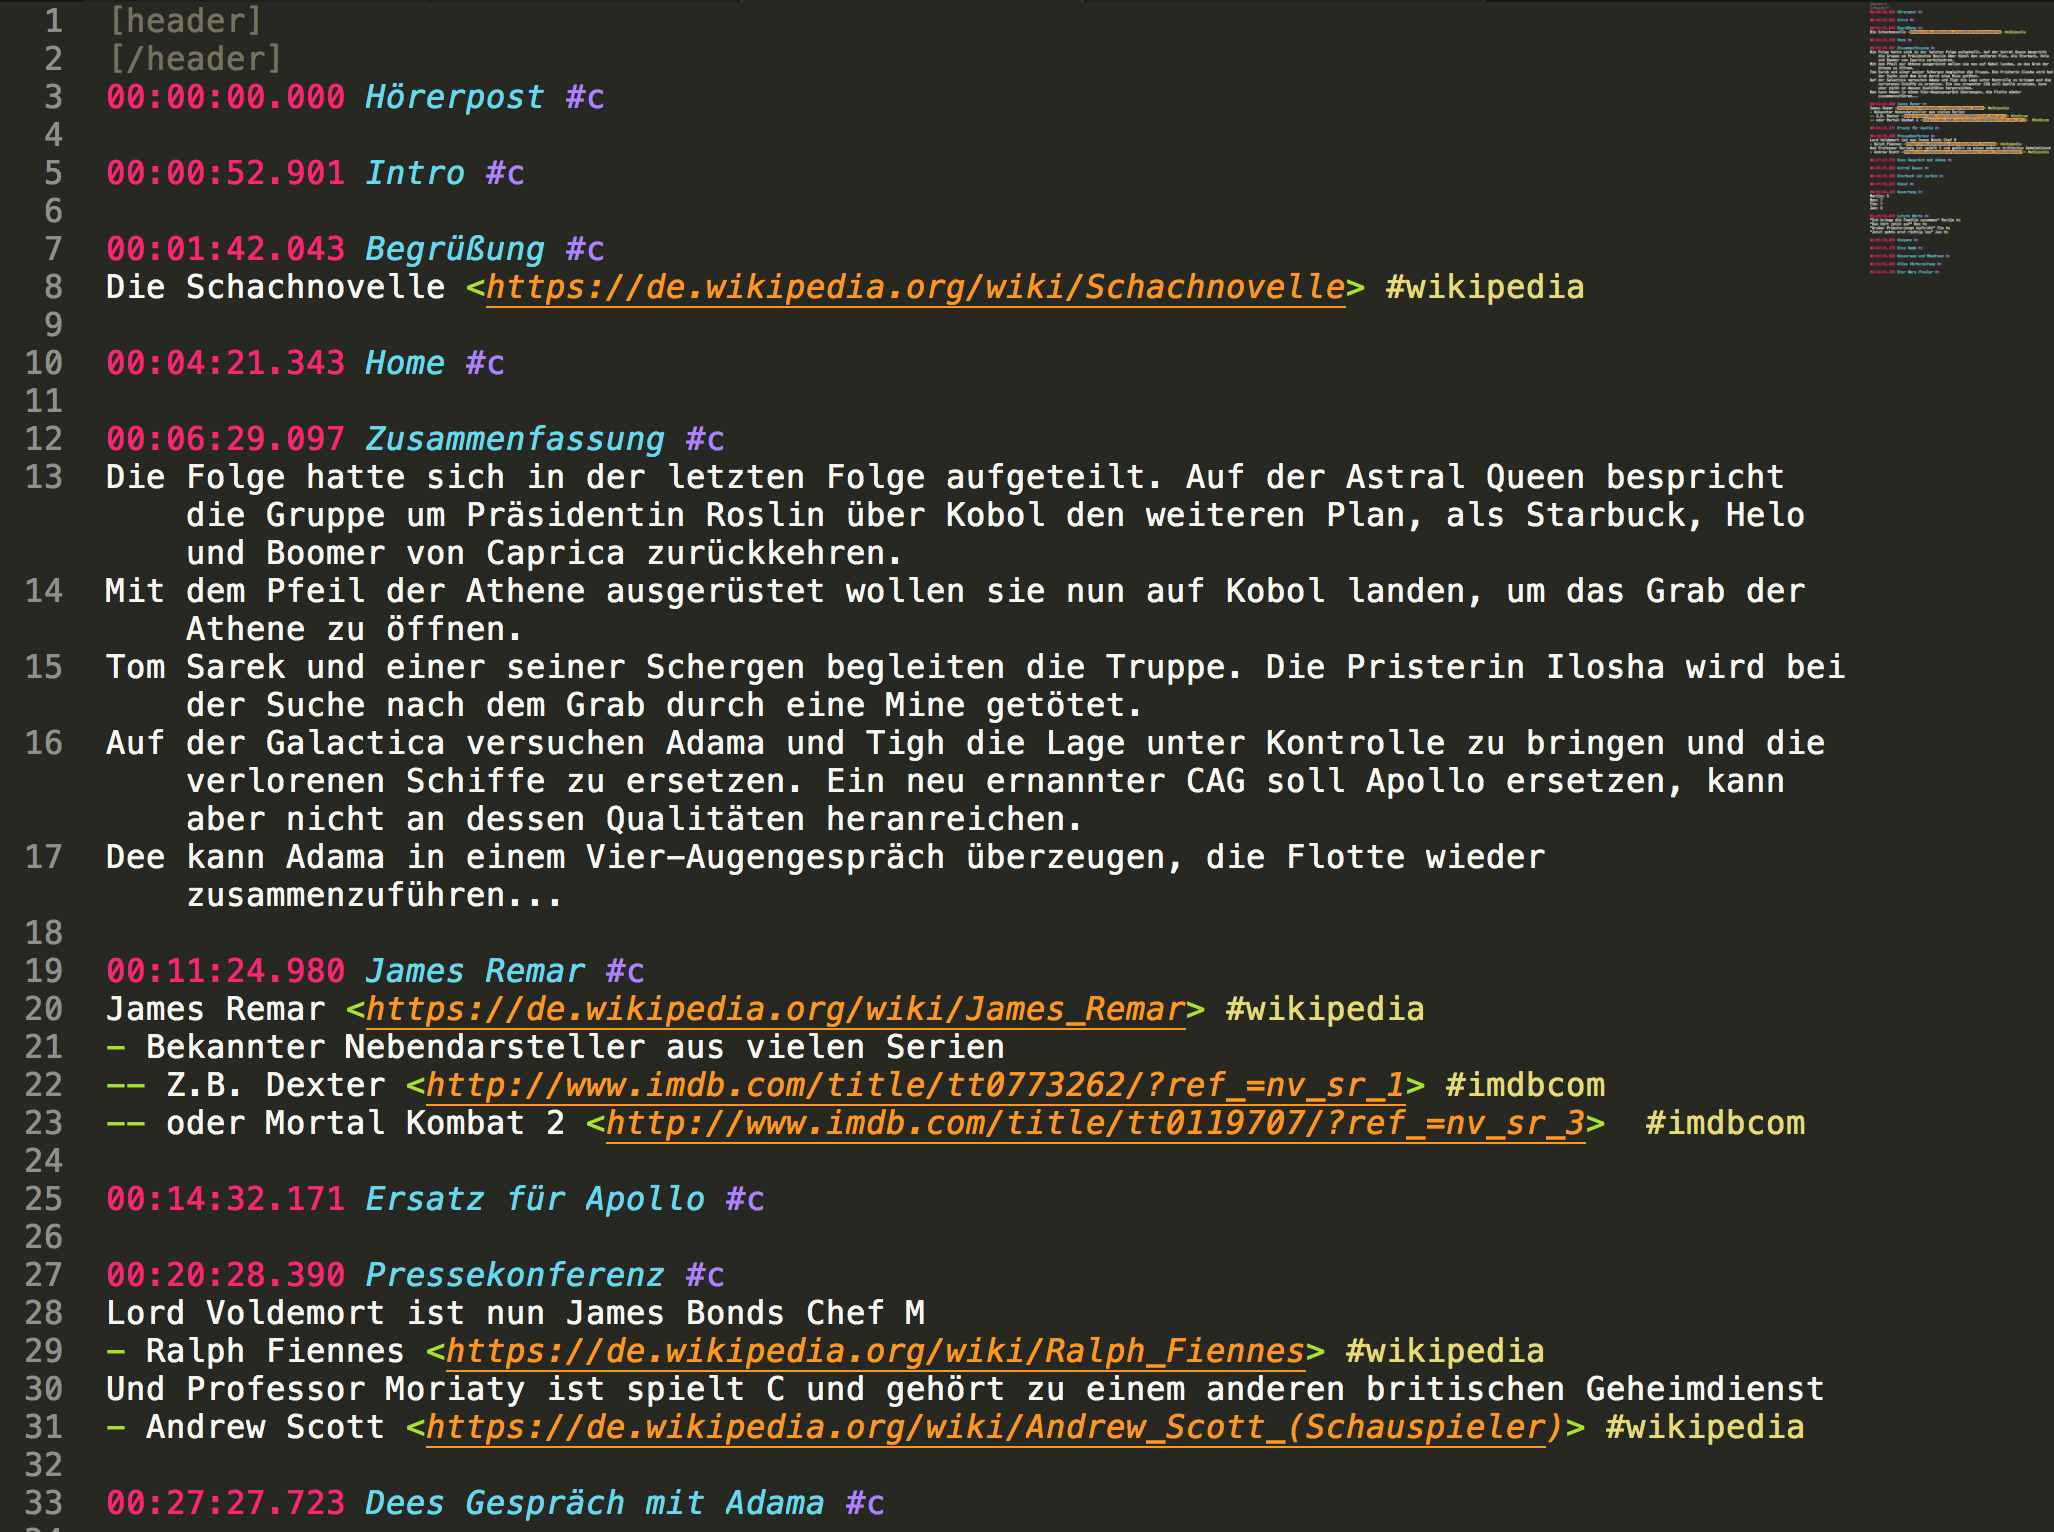 1 [header]
2 [/header]
3 00:00:00.000 Hörerpost #c
4
5 00:00:52.901 Intro #c
6
7 00:01:42.043 Begrüßung #c
8 Die Schachnovelle <https://de.wikipedia.org/wiki/Schachnovelle> #wikipedia
9
10 00:04:21.343 Home #c
11
12 00:06:29.097 Zusammenfassung #c
13 Die Folge hatte sich in der letzten Folge aufgeteilt. Auf der Astral Queen bespricht
die Gruppe um Präsidentin Roslin über Kobol den weiteren Plan, als Starbuck, Helo
und Boomer von Caprica zurückkehren.
14 Mit dem Pfeil der Athene ausgerüstet wollen sie nun auf Kobol landen, um das Grab der
Athene zu öffnen.
15 Tom Sarek und einer seiner Schergen begleiten die Truppe. Die Pristerin Ilosha wird bei
der Suche nach dem Grab durch eine Mine getötet.
16 Auf der Galactica versuchen Adama und Tigh die Lage unter Kontrolle zu bringen und die
verlorenen Schiffe zu ersetzen. Ein neu ernannter CAG soll Apollo ersetzen, kann
aber nicht an dessen Qualitäten heranreichen.
17 Dee kann Adama in einem Vier-Augengespräch überzeugen, die Flotte wieder
zusammenzuführen...
18
19 00:11:24.980 James Remar #c
20 James Remar <https://de.wikipedia.org/wiki/James_Remar> #wikipedia
21 - Bekannter Nebendarsteller aus vielen Serien
22 -- Z.B. Dexter <http://www.imdb.com/title/tt0773262/?ref_=nv_sr_1> #imdbcom
23 -- oder Mortal Kombat 2 <http://www.imdb.com/title/tt0119707/?ref_=nv_sr_3>  #imdbcom
24
25 00:14:32.171 Ersatz für Apollo #c
26
27 00:20:28.390 Pressekonferenz #c
28 Lord Voldemort ist nun James Bonds Chef M
29 - Ralph Fiennes <https://de.wikipedia.org/wiki/Ralph_Fiennes> #wikipedia
30 Und Professor Moriaty ist spielt C und gehört zu einem anderen britischen Geheimdienst
31 - Andrew Scott <https://de.wikipedia.org/wiki/Andrew_Scott_(Schauspieler)> #wikipedia
32
33 00:27:27.723 Dees Gespräch mit Adama #c